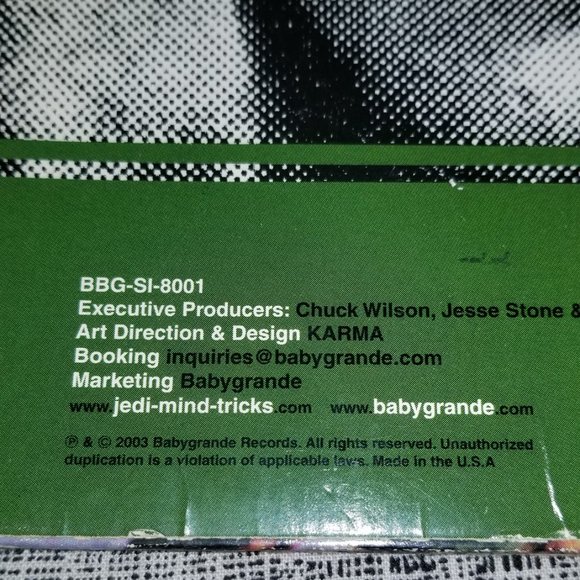 BBG-SI-8001
Executive Producers: Chuck Wilson, Jesse Stone &
Art Direction & Design KARMA
Booking inquiries@babygrande.com
Marketing Babygrande
www.jedi-mind-tricks.com www.babygrande.com
℗ & © 2003 Babygrande Records. All rights reserved. Unauthorized
duplication is a violation of applicable laws. Made in the U.S.A